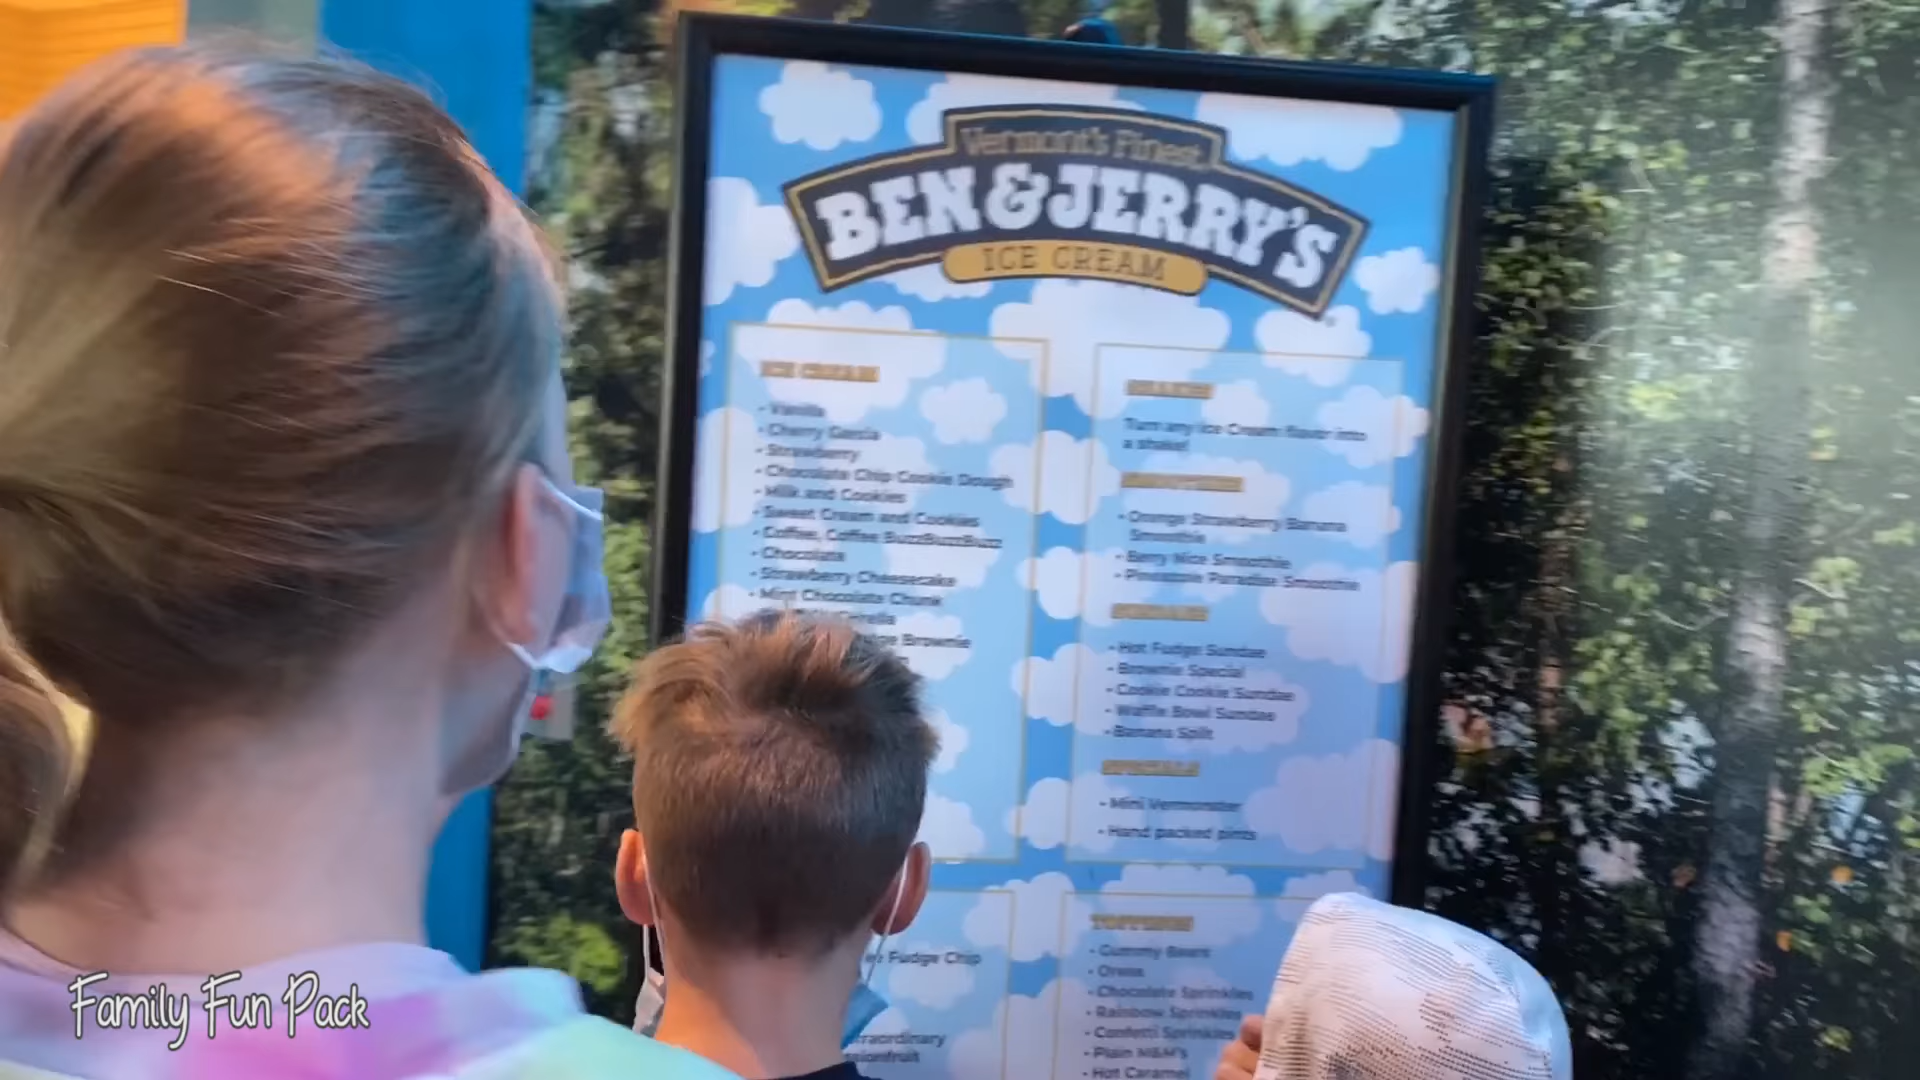 Vermont's Finest
BEN & JERRY'S
ICE CREAM
ICE CREAM
• Vanilla
• Cherry Garcia
• Strawberry
• Chocolate Chip Cookie Dough
• Milk and Cookies
• Sweet Cream and Cookies
• Coffee, Coffee BuzzBuzzBuzz
• Chocolate
• Strawberry Cheesecake
• Mint Chocolate Chunk
Brownie
SHAKES
Turn any Ice Cream flavor into
a shake!
SMOOTHIES
• Orange Strawberry Banana
Smoothie
• Berry Nice Smoothie
• Pineapple Paradise Smoothie
SUNDAES
• Hot Fudge Sundae
• Brownie Special
• Cookie Cookie Sundae
• Waffle Bowl Sundae
• Banana Split
SPECIALS
• Mini Vermonster
• Hand packed pints
Fudge Chip
TOPPINGS
• Gummy Bears
• Oreos
• Chocolate Sprinkles
• Rainbow Sprinkles
• Confetti Sprinkles
• Plain M&M's
• Hot Caramel
Family Fun Pack